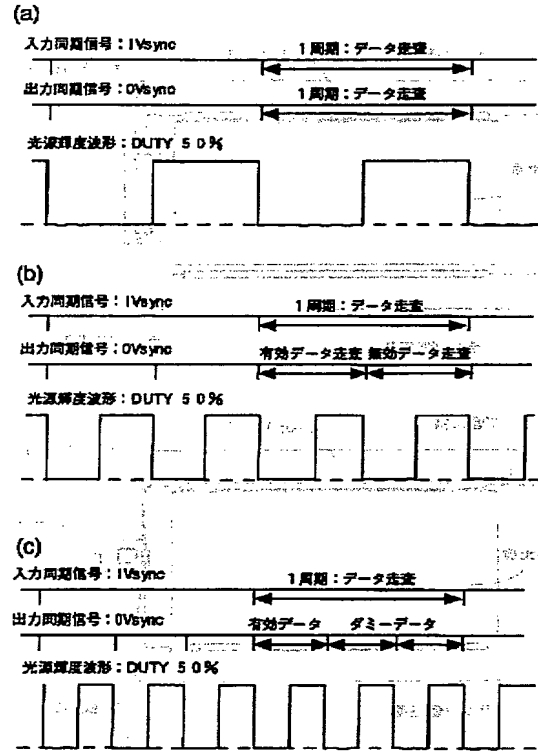 (a)
入力同期信号：IVsync
1周期：データ走査
出力同期信号：OVsync
1周期：データ走査
光源輝度波形：DUTY 50%
(b)
入力同期信号：IVsync
1周期：データ走査
出力同期信号：OVsync
有効データ走査 無効データ走査
光源輝度波形：DUTY 50%
(c)
入力同期信号：IVsync
1周期：データ走査
出力同期信号：OVsync
有効データ ダミーデータ
光源輝度波形：DUTY 50%